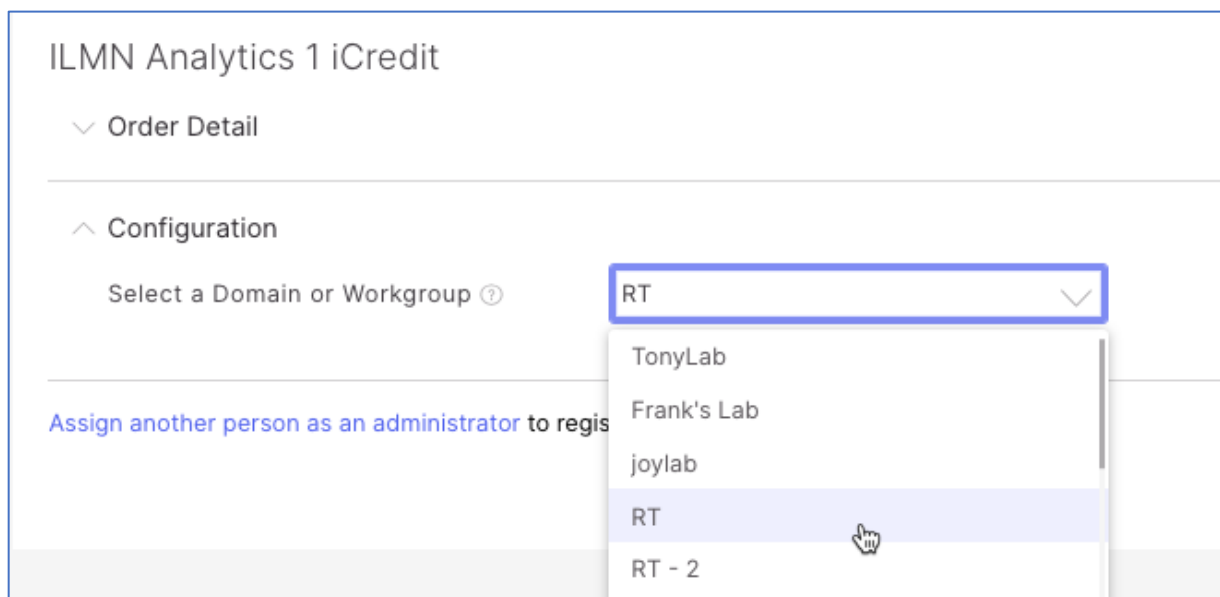 ILMN Analytics 1 iCredit
Order Detail
Configuration
Select a Domain or Workgroup ?
RT
TonyLab
Frank's Lab
joylab
RT
RT - 2
Assign another person as an administrator to regis